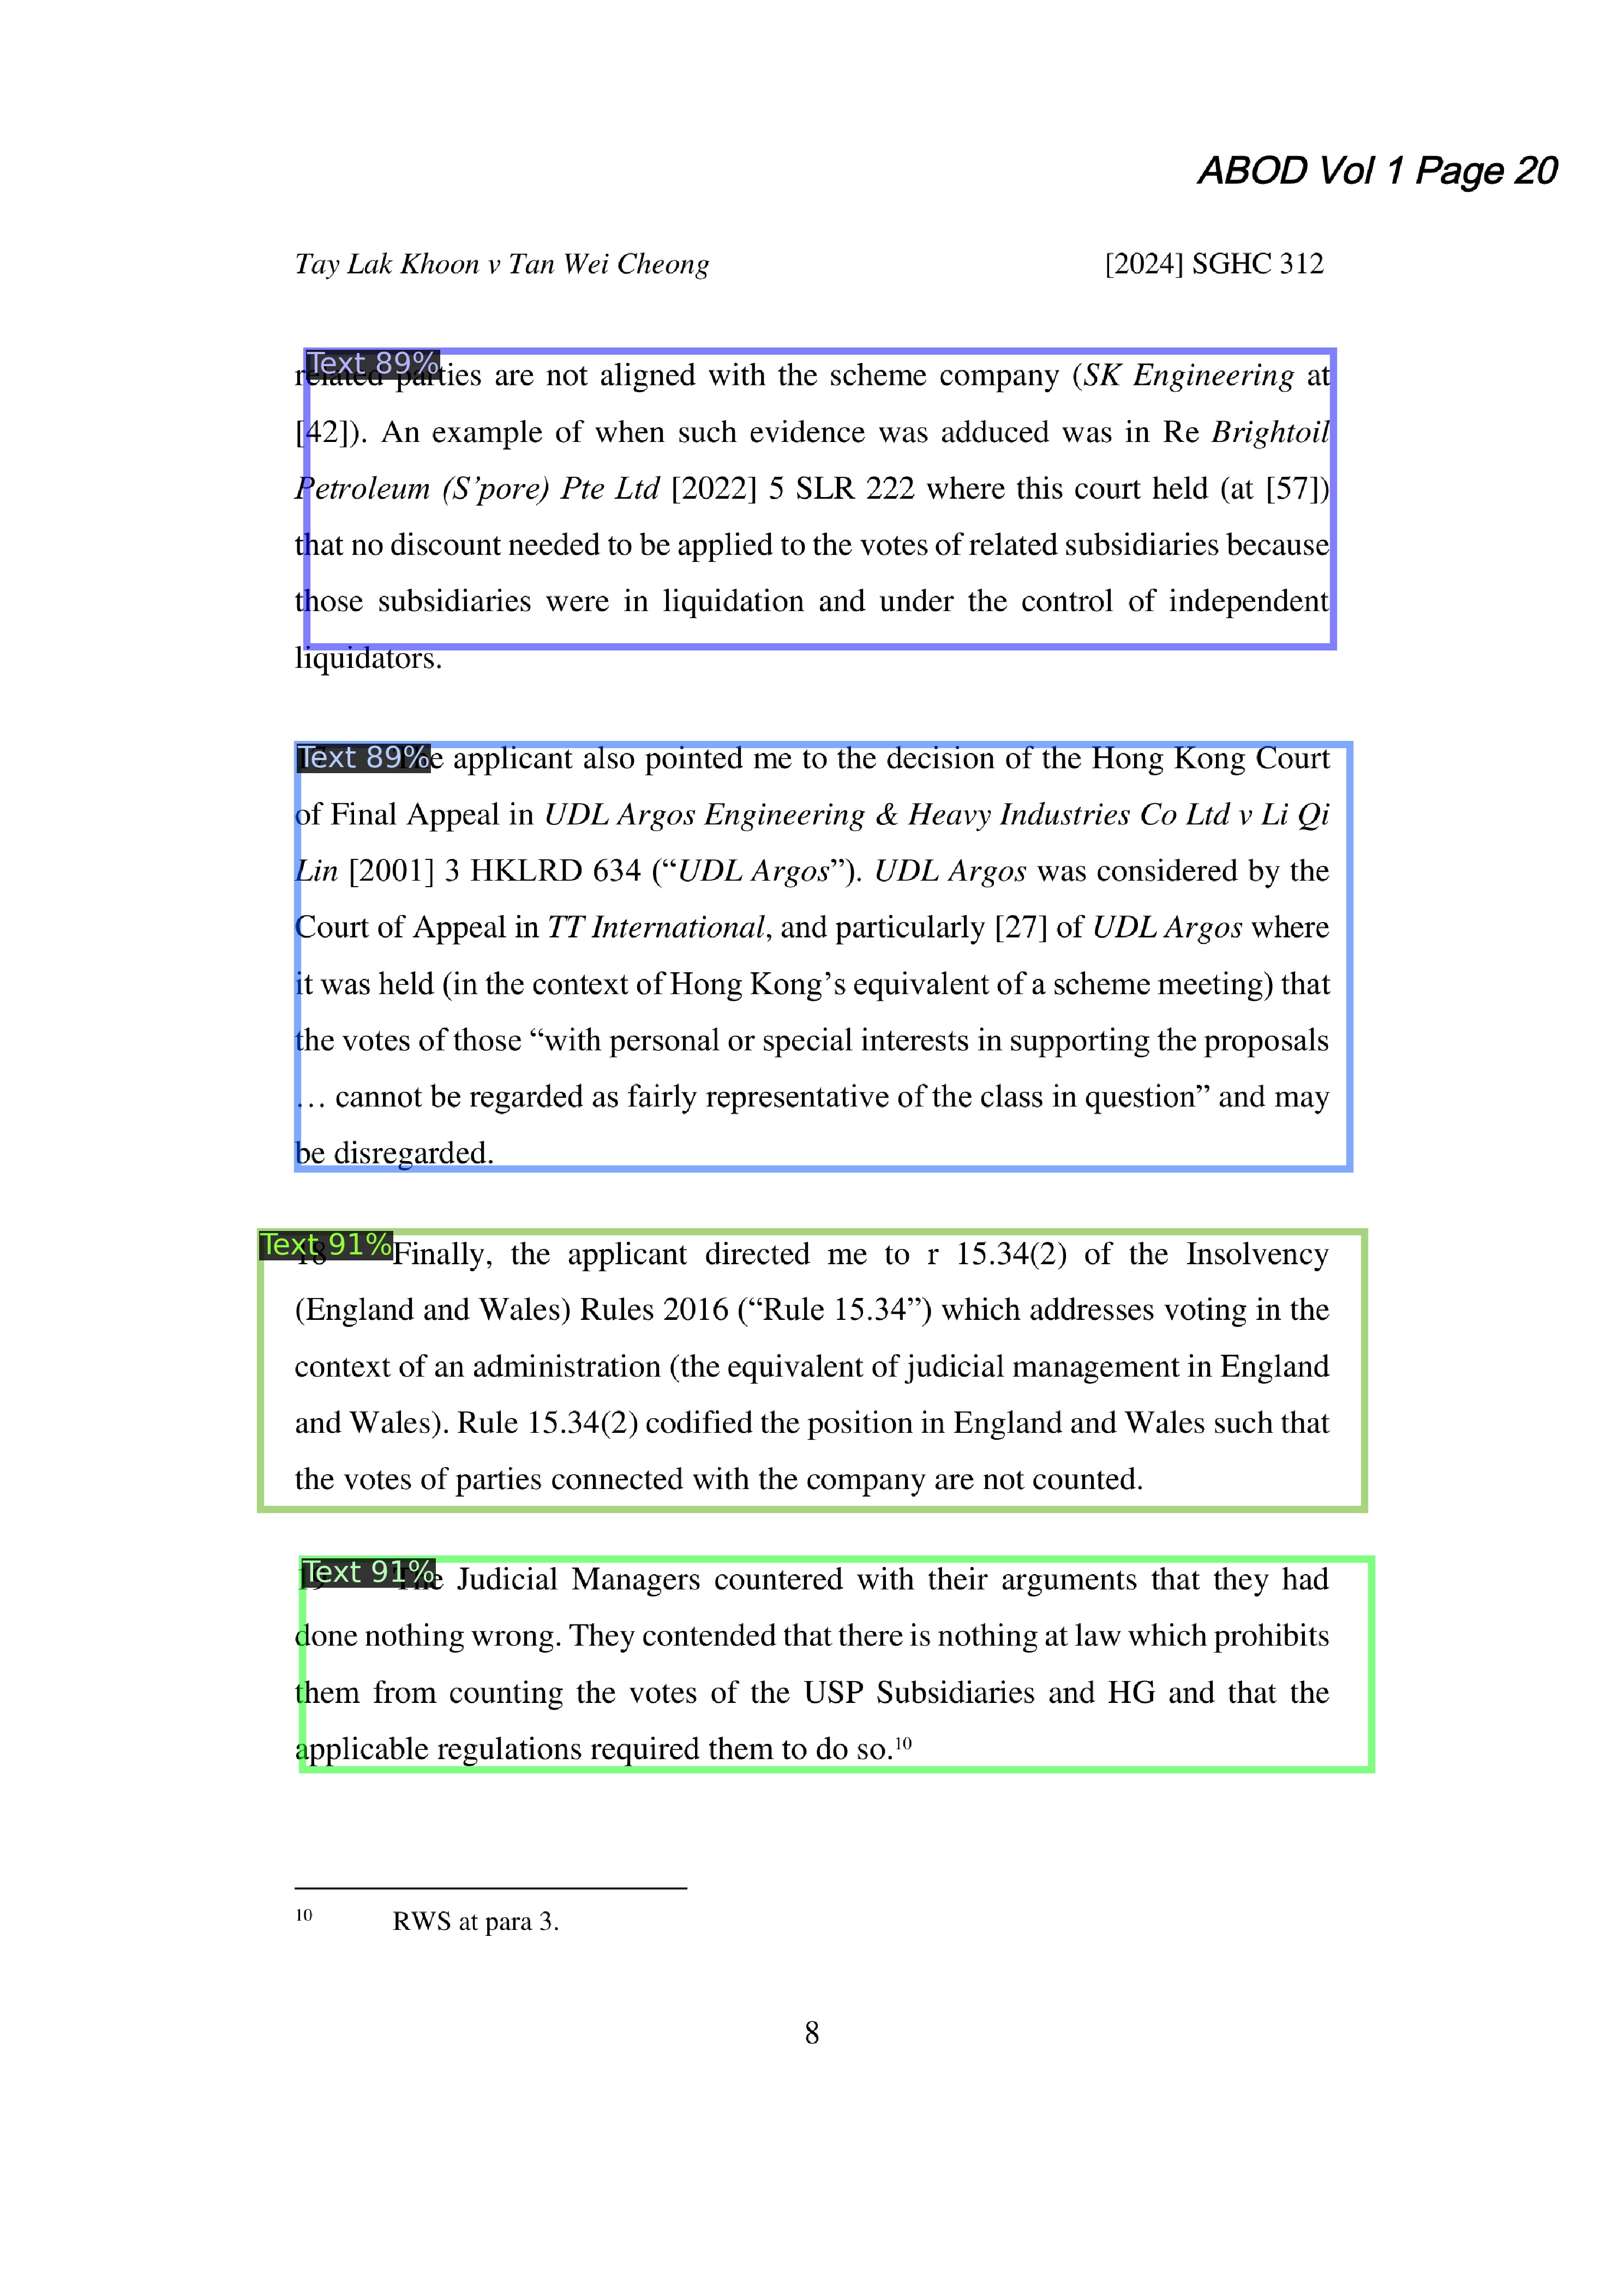 ABOD Vol 1 Page 20
Tay Lak Khoon v Tan Wei Cheong [2024] SGHC 312
Text 89%
related parties are not aligned with the scheme company (SK Engineering at
[42]). An example of when such evidence was adduced was in Re Brightoil
Petroleum (S’pore) Pte Ltd [2022] 5 SLR 222 where this court held (at [57])
that no discount needed to be applied to the votes of related subsidiaries because
those subsidiaries were in liquidation and under the control of independent
liquidators.
Text 89%
The applicant also pointed me to the decision of the Hong Kong Court
of Final Appeal in UDL Argos Engineering & Heavy Industries Co Ltd v Li Qi
Lin [2001] 3 HKLRD 634 (“UDL Argos”). UDL Argos was considered by the
Court of Appeal in TT International, and particularly [27] of UDL Argos where
it was held (in the context of Hong Kong’s equivalent of a scheme meeting) that
the votes of those “with personal or special interests in supporting the proposals
… cannot be regarded as fairly representative of the class in question” and may
be disregarded.
Text 91%
18 Finally, the applicant directed me to r 15.34(2) of the Insolvency
(England and Wales) Rules 2016 (“Rule 15.34”) which addresses voting in the
context of an administration (the equivalent of judicial management in England
and Wales). Rule 15.34(2) codified the position in England and Wales such that
the votes of parties connected with the company are not counted.
Text 91%
19 The Judicial Managers countered with their arguments that they had
done nothing wrong. They contended that there is nothing at law which prohibits
them from counting the votes of the USP Subsidiaries and HG and that the
applicable regulations required them to do so.10
10 RWS at para 3.
8